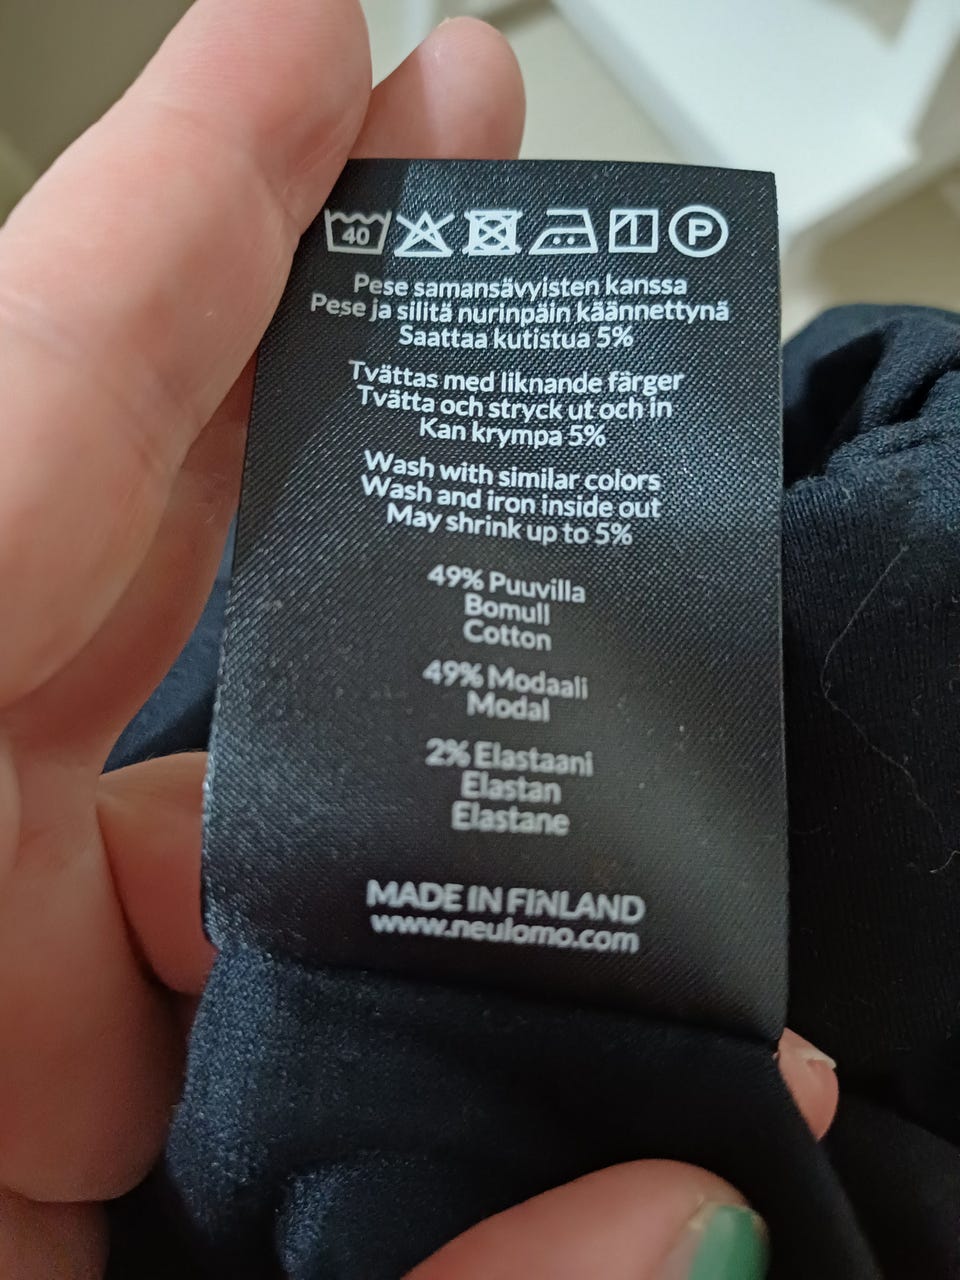 40
P
Pese samansävyisten kanssa
Pese ja silitä nurinpäin käännettynä
Saattaa kutistua 5%
Tvättas med liknande färger
Tvätta och stryck ut och in
Kan krympa 5%
Wash with similar colors
Wash and iron inside out
May shrink up to 5%
49% Puuvilla
Bomull
Cotton
49% Modaali
Modal
2% Elastaani
Elastan
Elastane
MADE IN FINLAND
www.neulomo.com